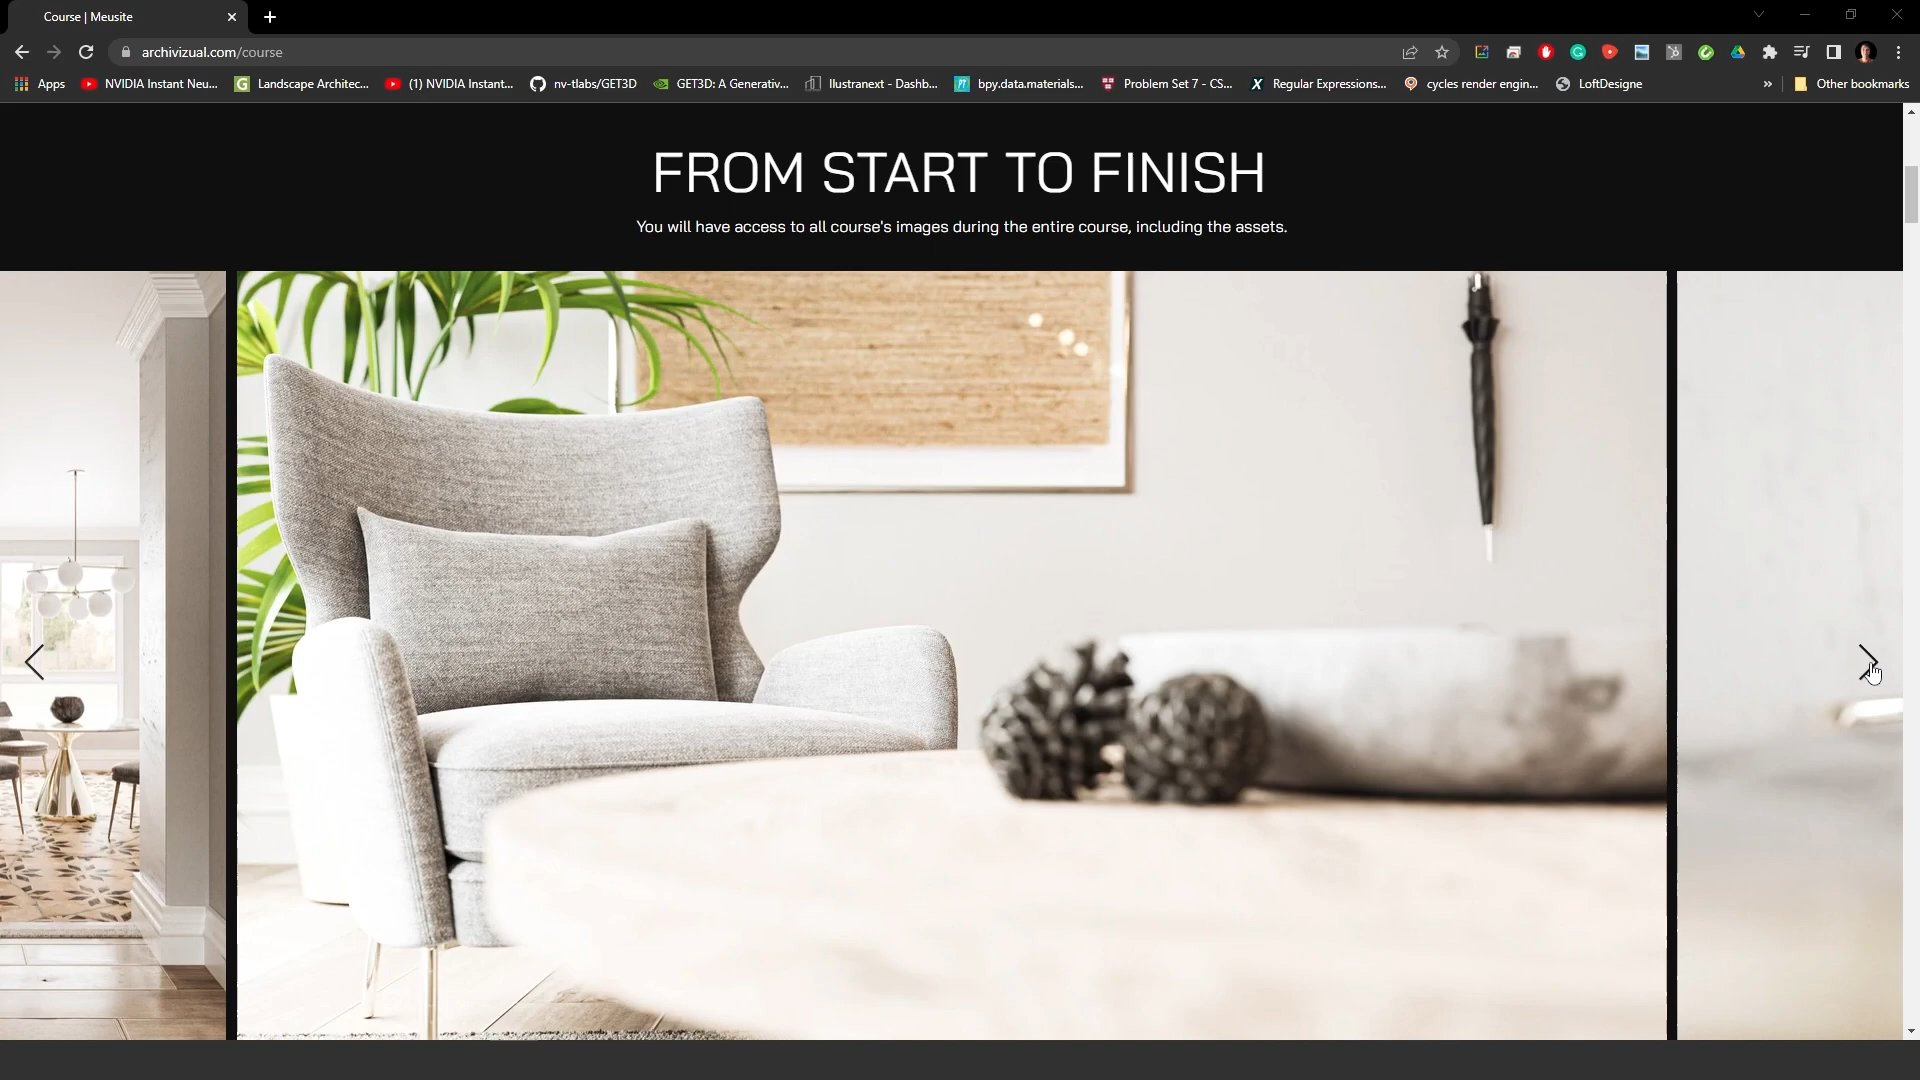 Course | Meusite
archivizual.com/course
Apps
NVIDIA Instant Neu...
Landscape Architec...
(1) NVIDIA Instant...
nv-tlabs/GET3D
GET3D: A Generativ...
Ilustranext - Dashb...
bpy.data.materials...
Problem Set 7 - CS...
Regular Expressions...
cycles render engin...
LoftDesigne
»
Other bookmarks
FROM START TO FINISH
You will have access to all course's images during the entire course, including the assets.